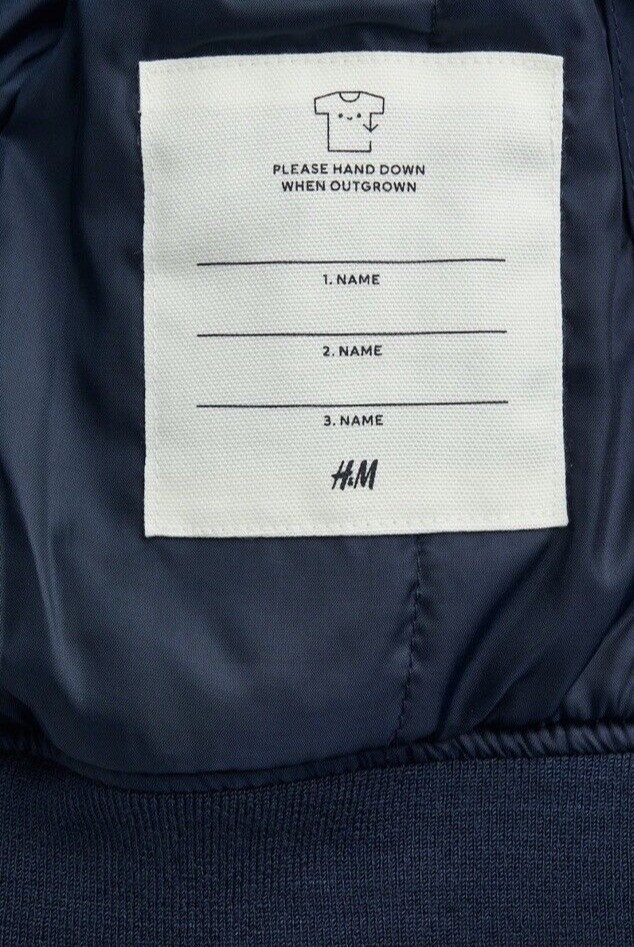 PLEASE HAND DOWN
WHEN OUTGROWN
1. NAME
2. NAME
3. NAME
H&M